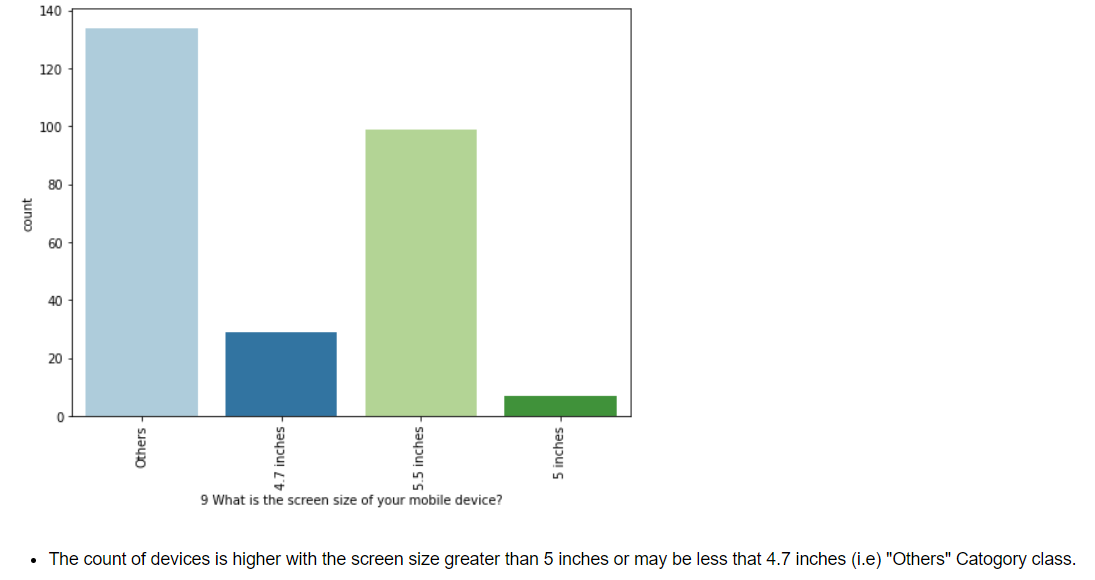 140
120
100
80
60
40
20
0
count
Others
4.7 inches
5.5 inches
5 inches
9 What is the screen size of your mobile device?
• The count of devices is higher with the screen size greater than 5 inches or may be less that 4.7 inches (i.e) "Others" Catogory class.